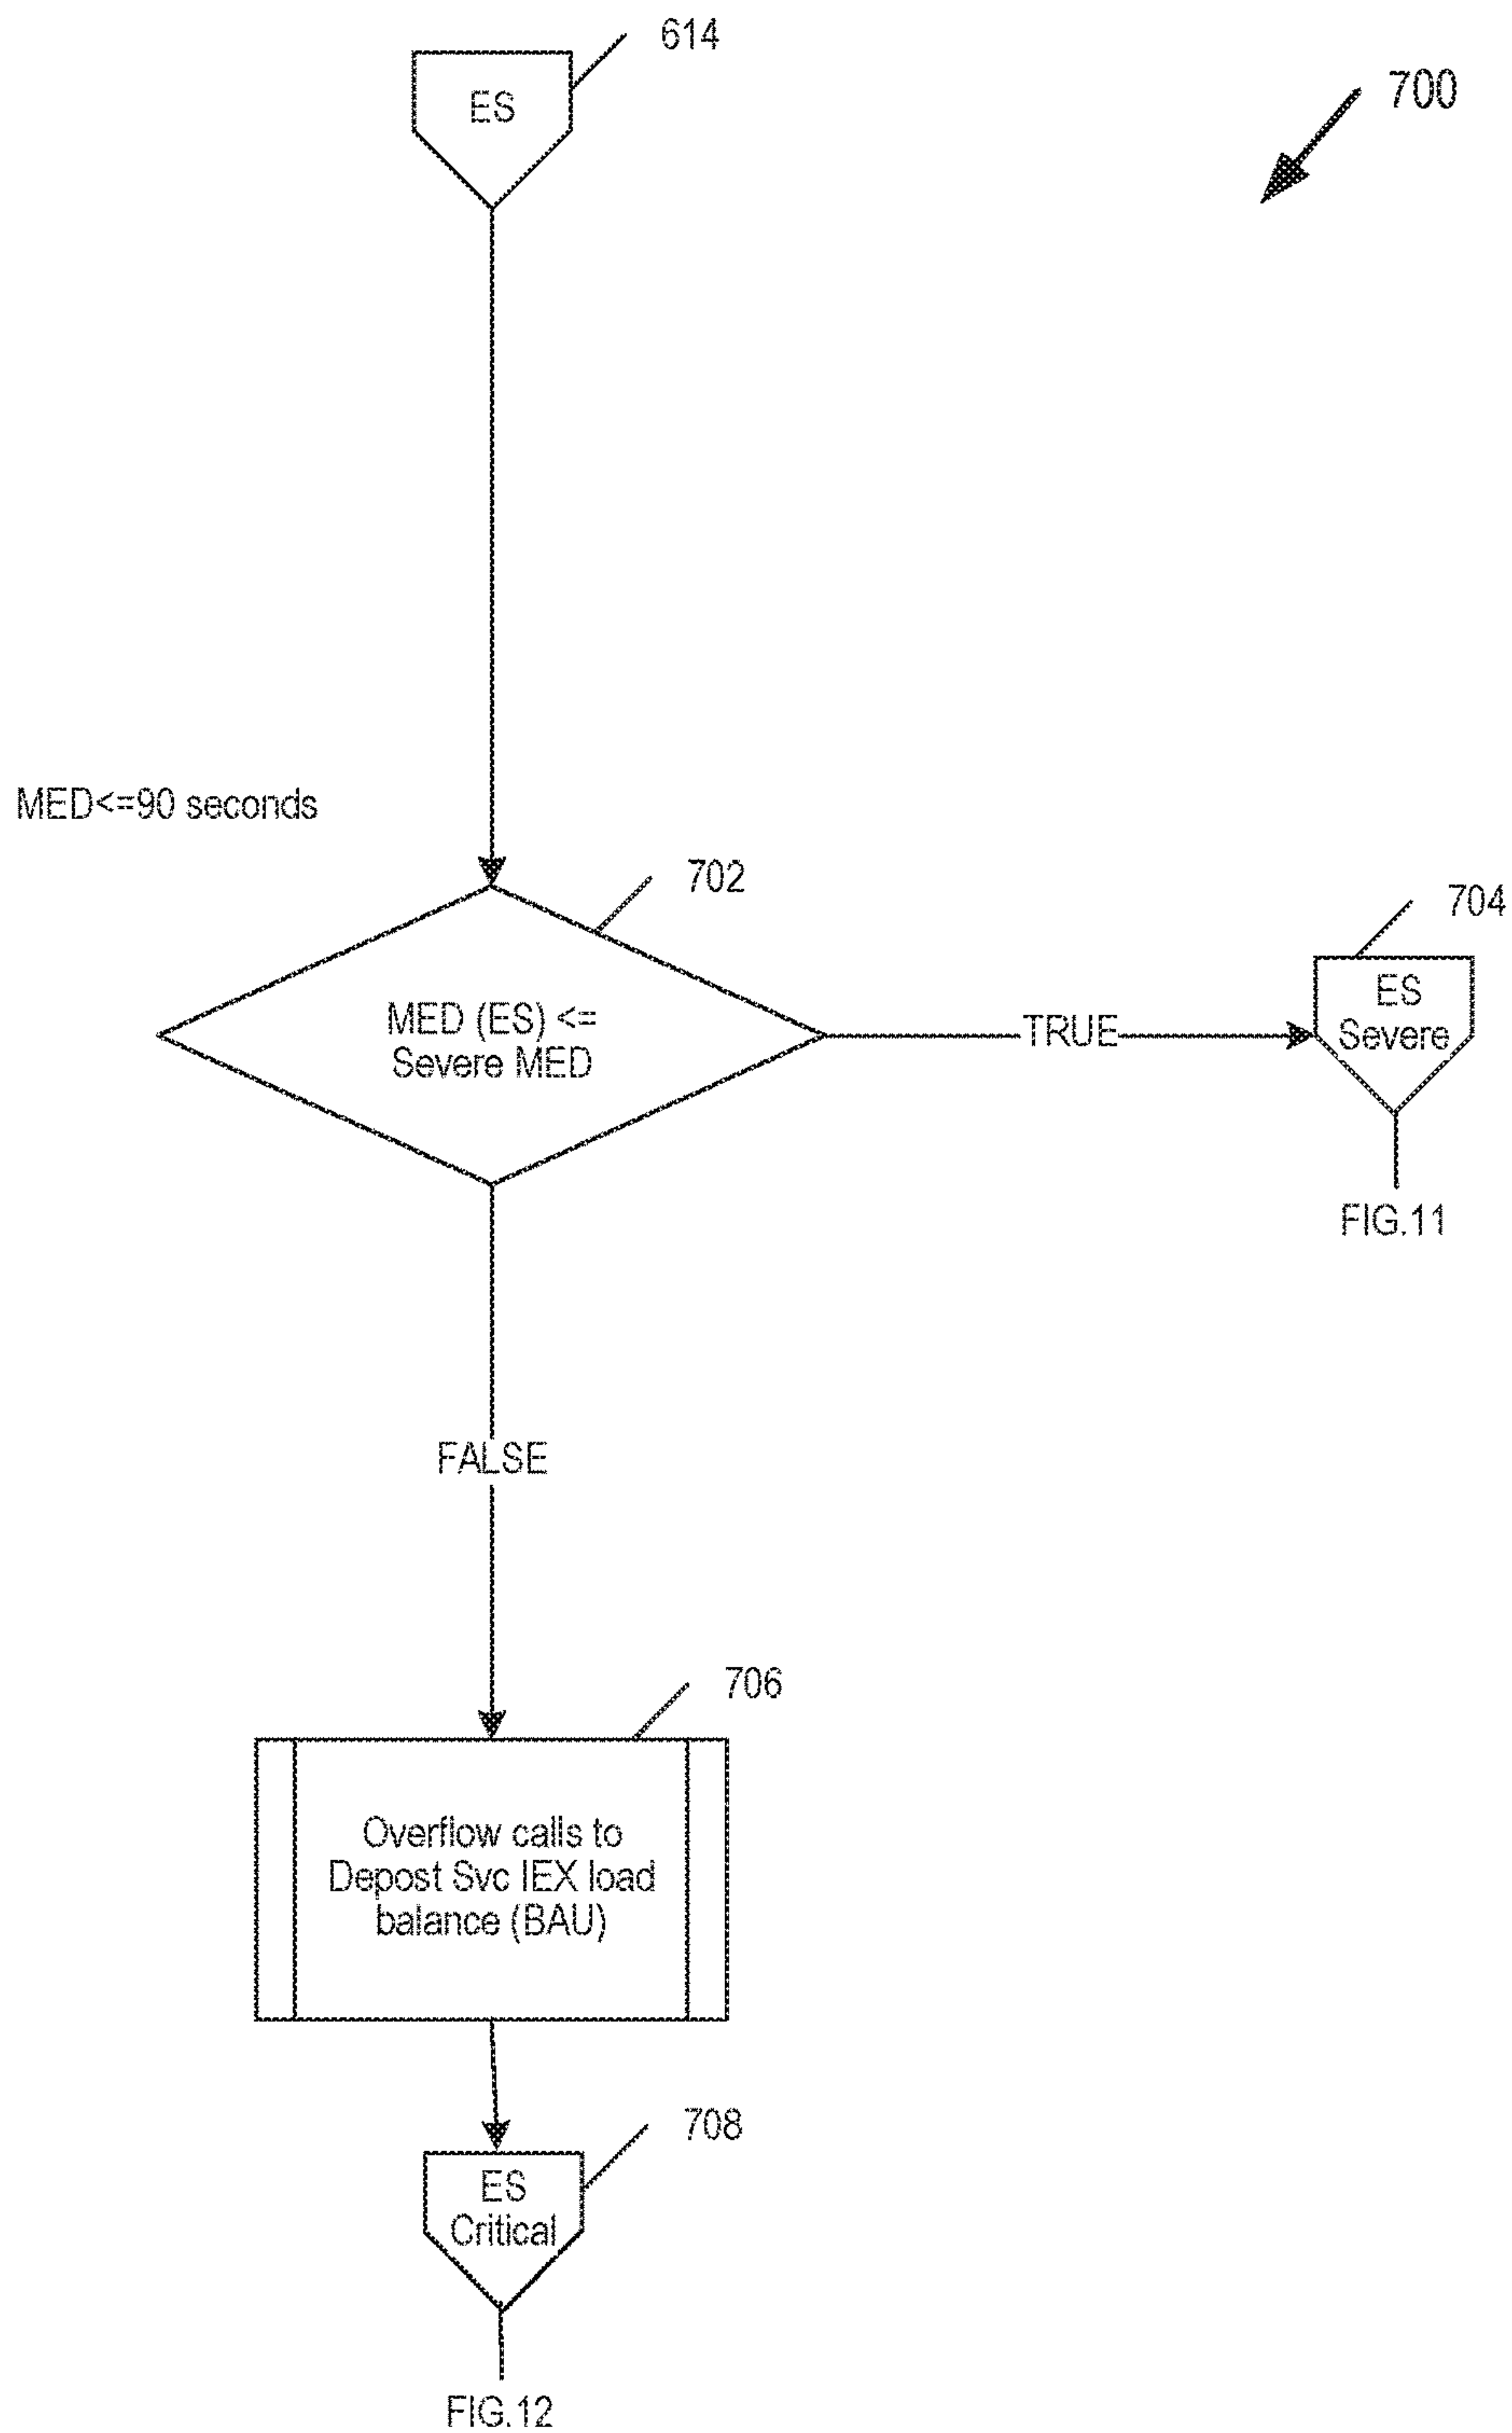 614
ES
700
MED<=90 seconds
702
704
MED (ES) <=
Severe MED
TRUE
ES
Severe
FIG.11
FALSE
706
Overflow calls to
Depost Svc IEX load
balance (BAU)
708
ES
Critical
FIG.12